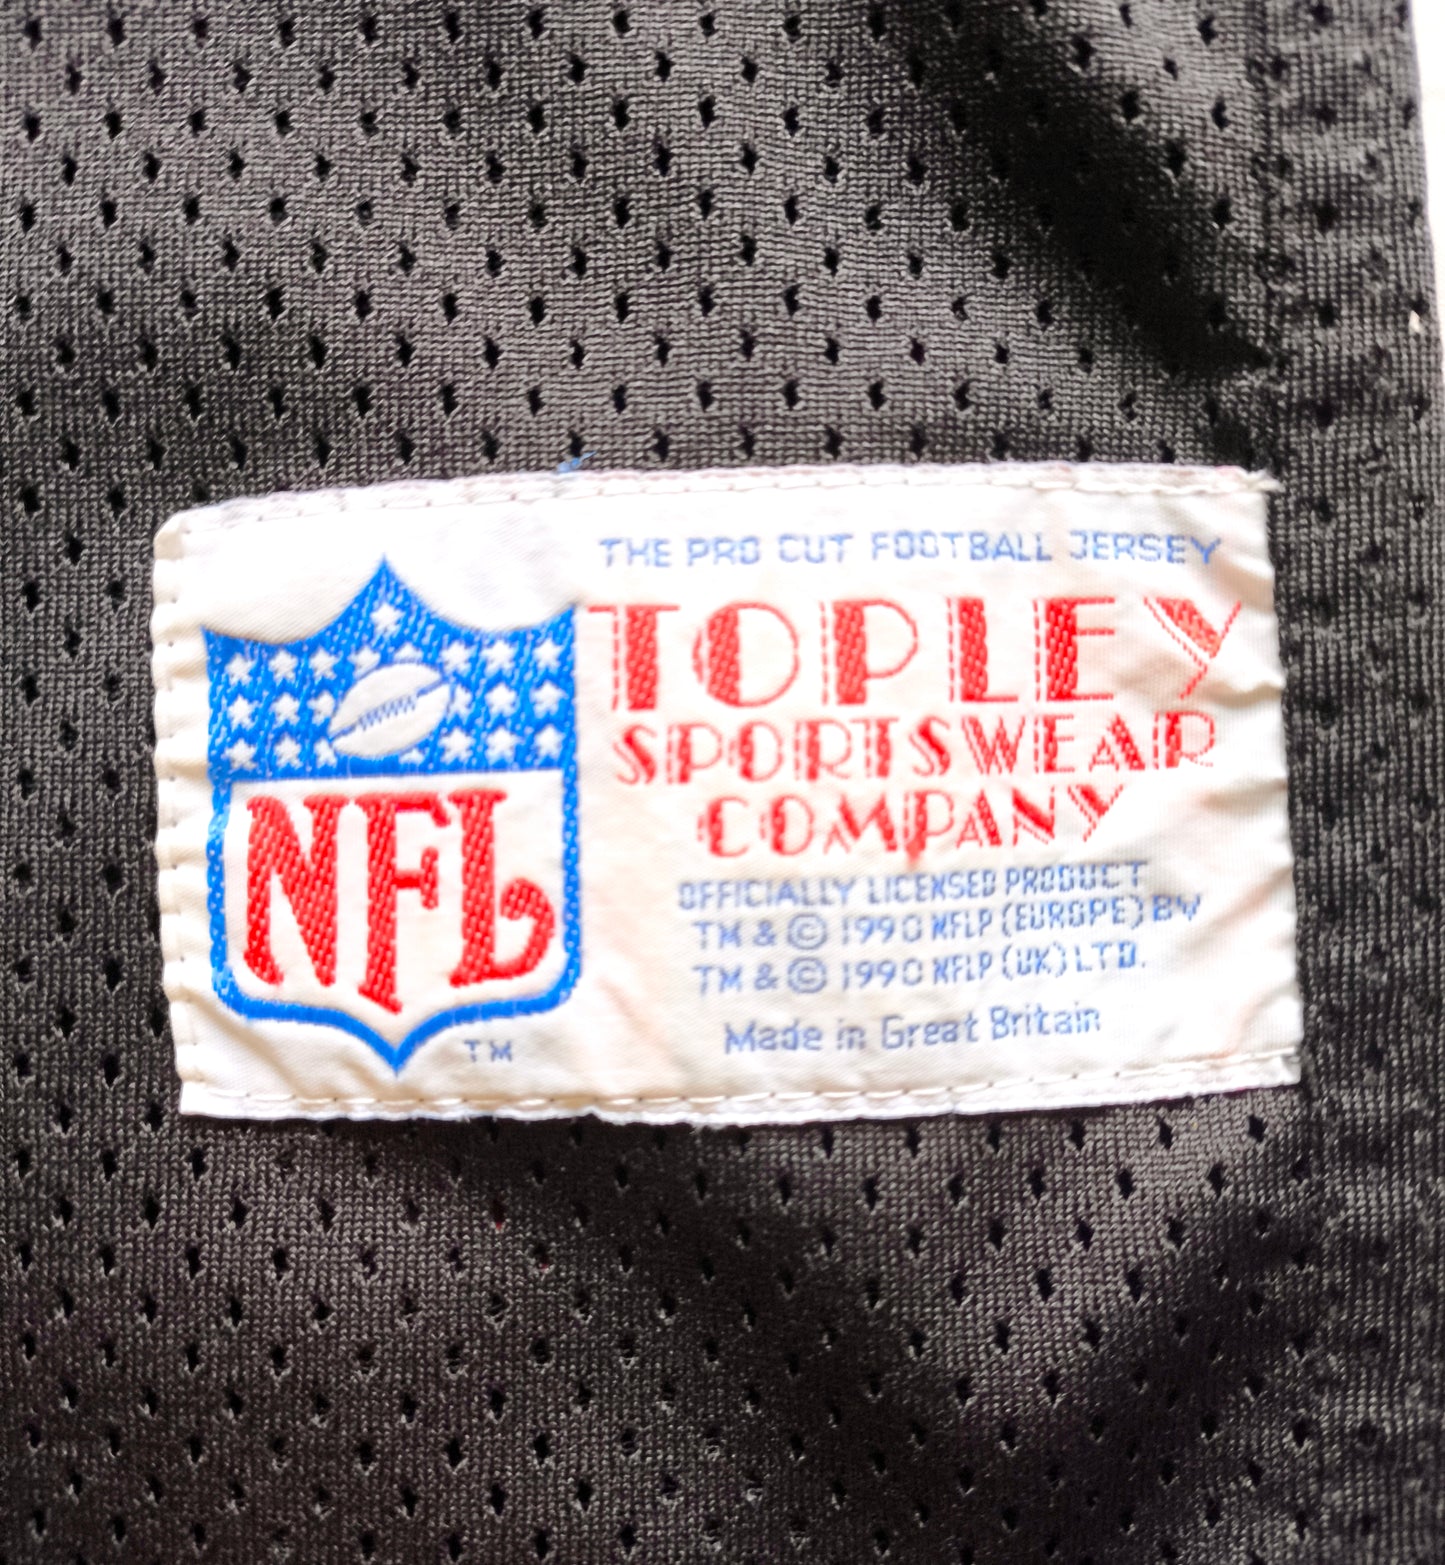 THE PRO CUT FOOTBALL JERSEY
TOPLEY
SPORTSWEAR
COMPANY
NFL
OFFICIALLY LICENSED PRODUCT
TM & © 1990 NFLP (EUROPE) BV
TM & © 1990 NFLP (UK) LTD.
Made in Great Britain
TM